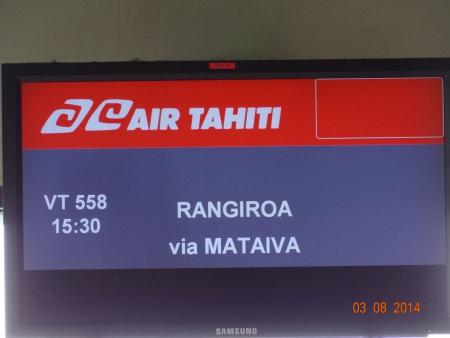 AIR TAHITI
VT 558
15:30
RANGIROA
via MATAIVA
03 08 2014
SAMSUNG